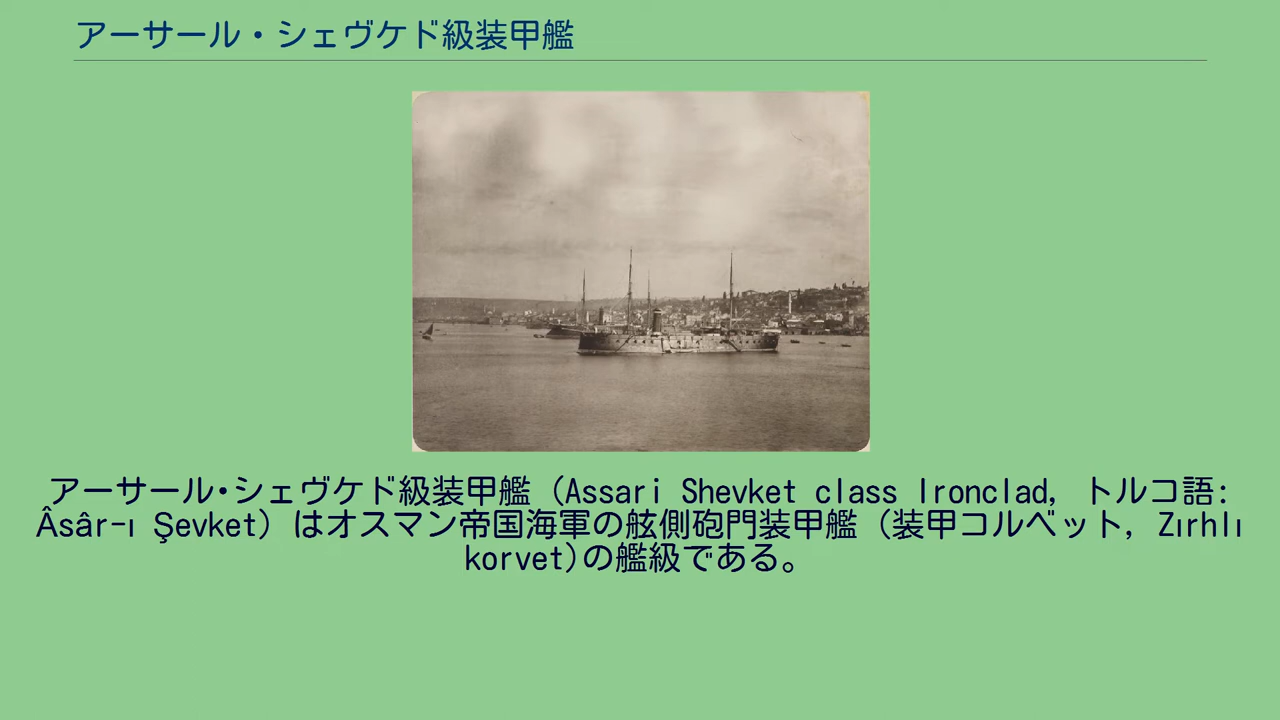 アーサール・シェヴケド級装甲艦
アーサール・シェヴケド級装甲艦（Assari Shevket class Ironclad, トルコ語:
Âsâr-ı Şevket）はオスマン帝国海軍の舷側砲門装甲艦（装甲コルベット, Zırhlı
korvet)の艦級である。